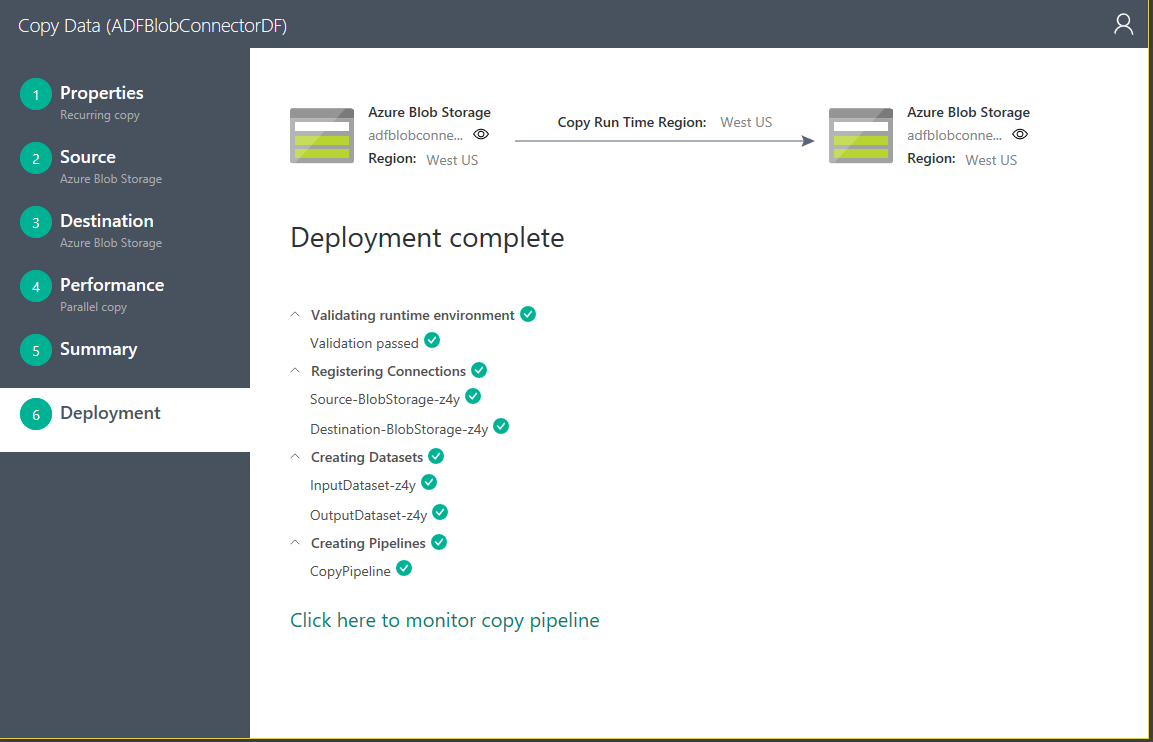 Copy Data (ADFBlobConnectorDF)
1 Properties
Recurring copy
2 Source
Azure Blob Storage
3 Destination
Azure Blob Storage
4 Performance
Parallel copy
5 Summary
6 Deployment
Azure Blob Storage
adfblobconne...
Region: West US
Copy Run Time Region: West US
Azure Blob Storage
adfblobconne...
Region: West US
Deployment complete
Validating runtime environment
Validation passed
Registering Connections
Source-BlobStorage-z4y
Destination-BlobStorage-z4y
Creating Datasets
InputDataset-z4y
OutputDataset-z4y
Creating Pipelines
CopyPipeline
Click here to monitor copy pipeline